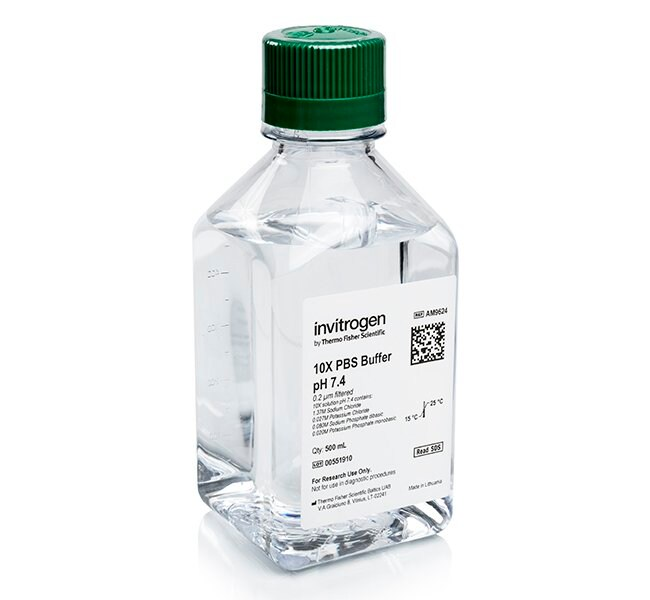 invitrogen
by Thermo Fisher Scientific
10X PBS Buffer
pH 7.4
0.2 µm filtered
10X solution pH 7.4 contains:
1.37M Sodium Chloride
0.027M Potassium Chloride
0.080M Sodium Phosphate dibasic
0.020M Potassium Phosphate monobasic
Qty: 500 mL
LOT 00551910
For Research Use Only.
Not for use in diagnostic procedures
Thermo Fisher Scientific Baltics UAB
V.A Graiciuno 8, Vilnius, LT-02241
REF AM9624
25 °C
15 °C
Read SDS
Made in Lithuania